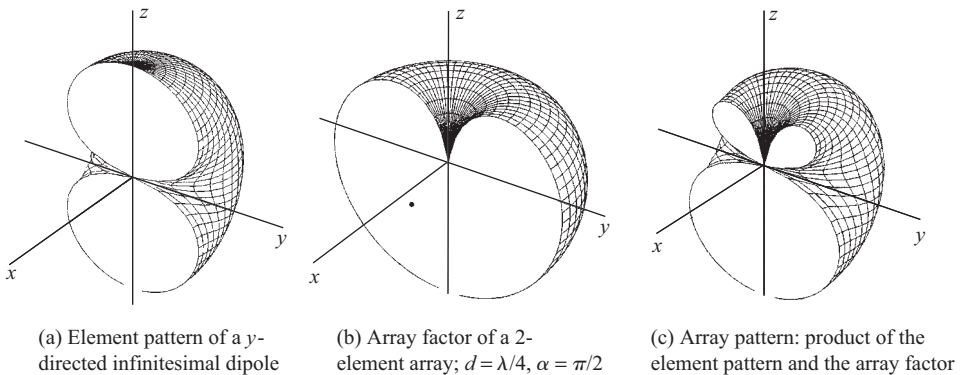 z
z
z
y
y
y
x
x
x
(a) Element pattern of a y-
directed infinitesimal dipole
(b) Array factor of a 2-
element array; d = λ/4, α = π/2
(c) Array pattern: product of the
element pattern and the array factor